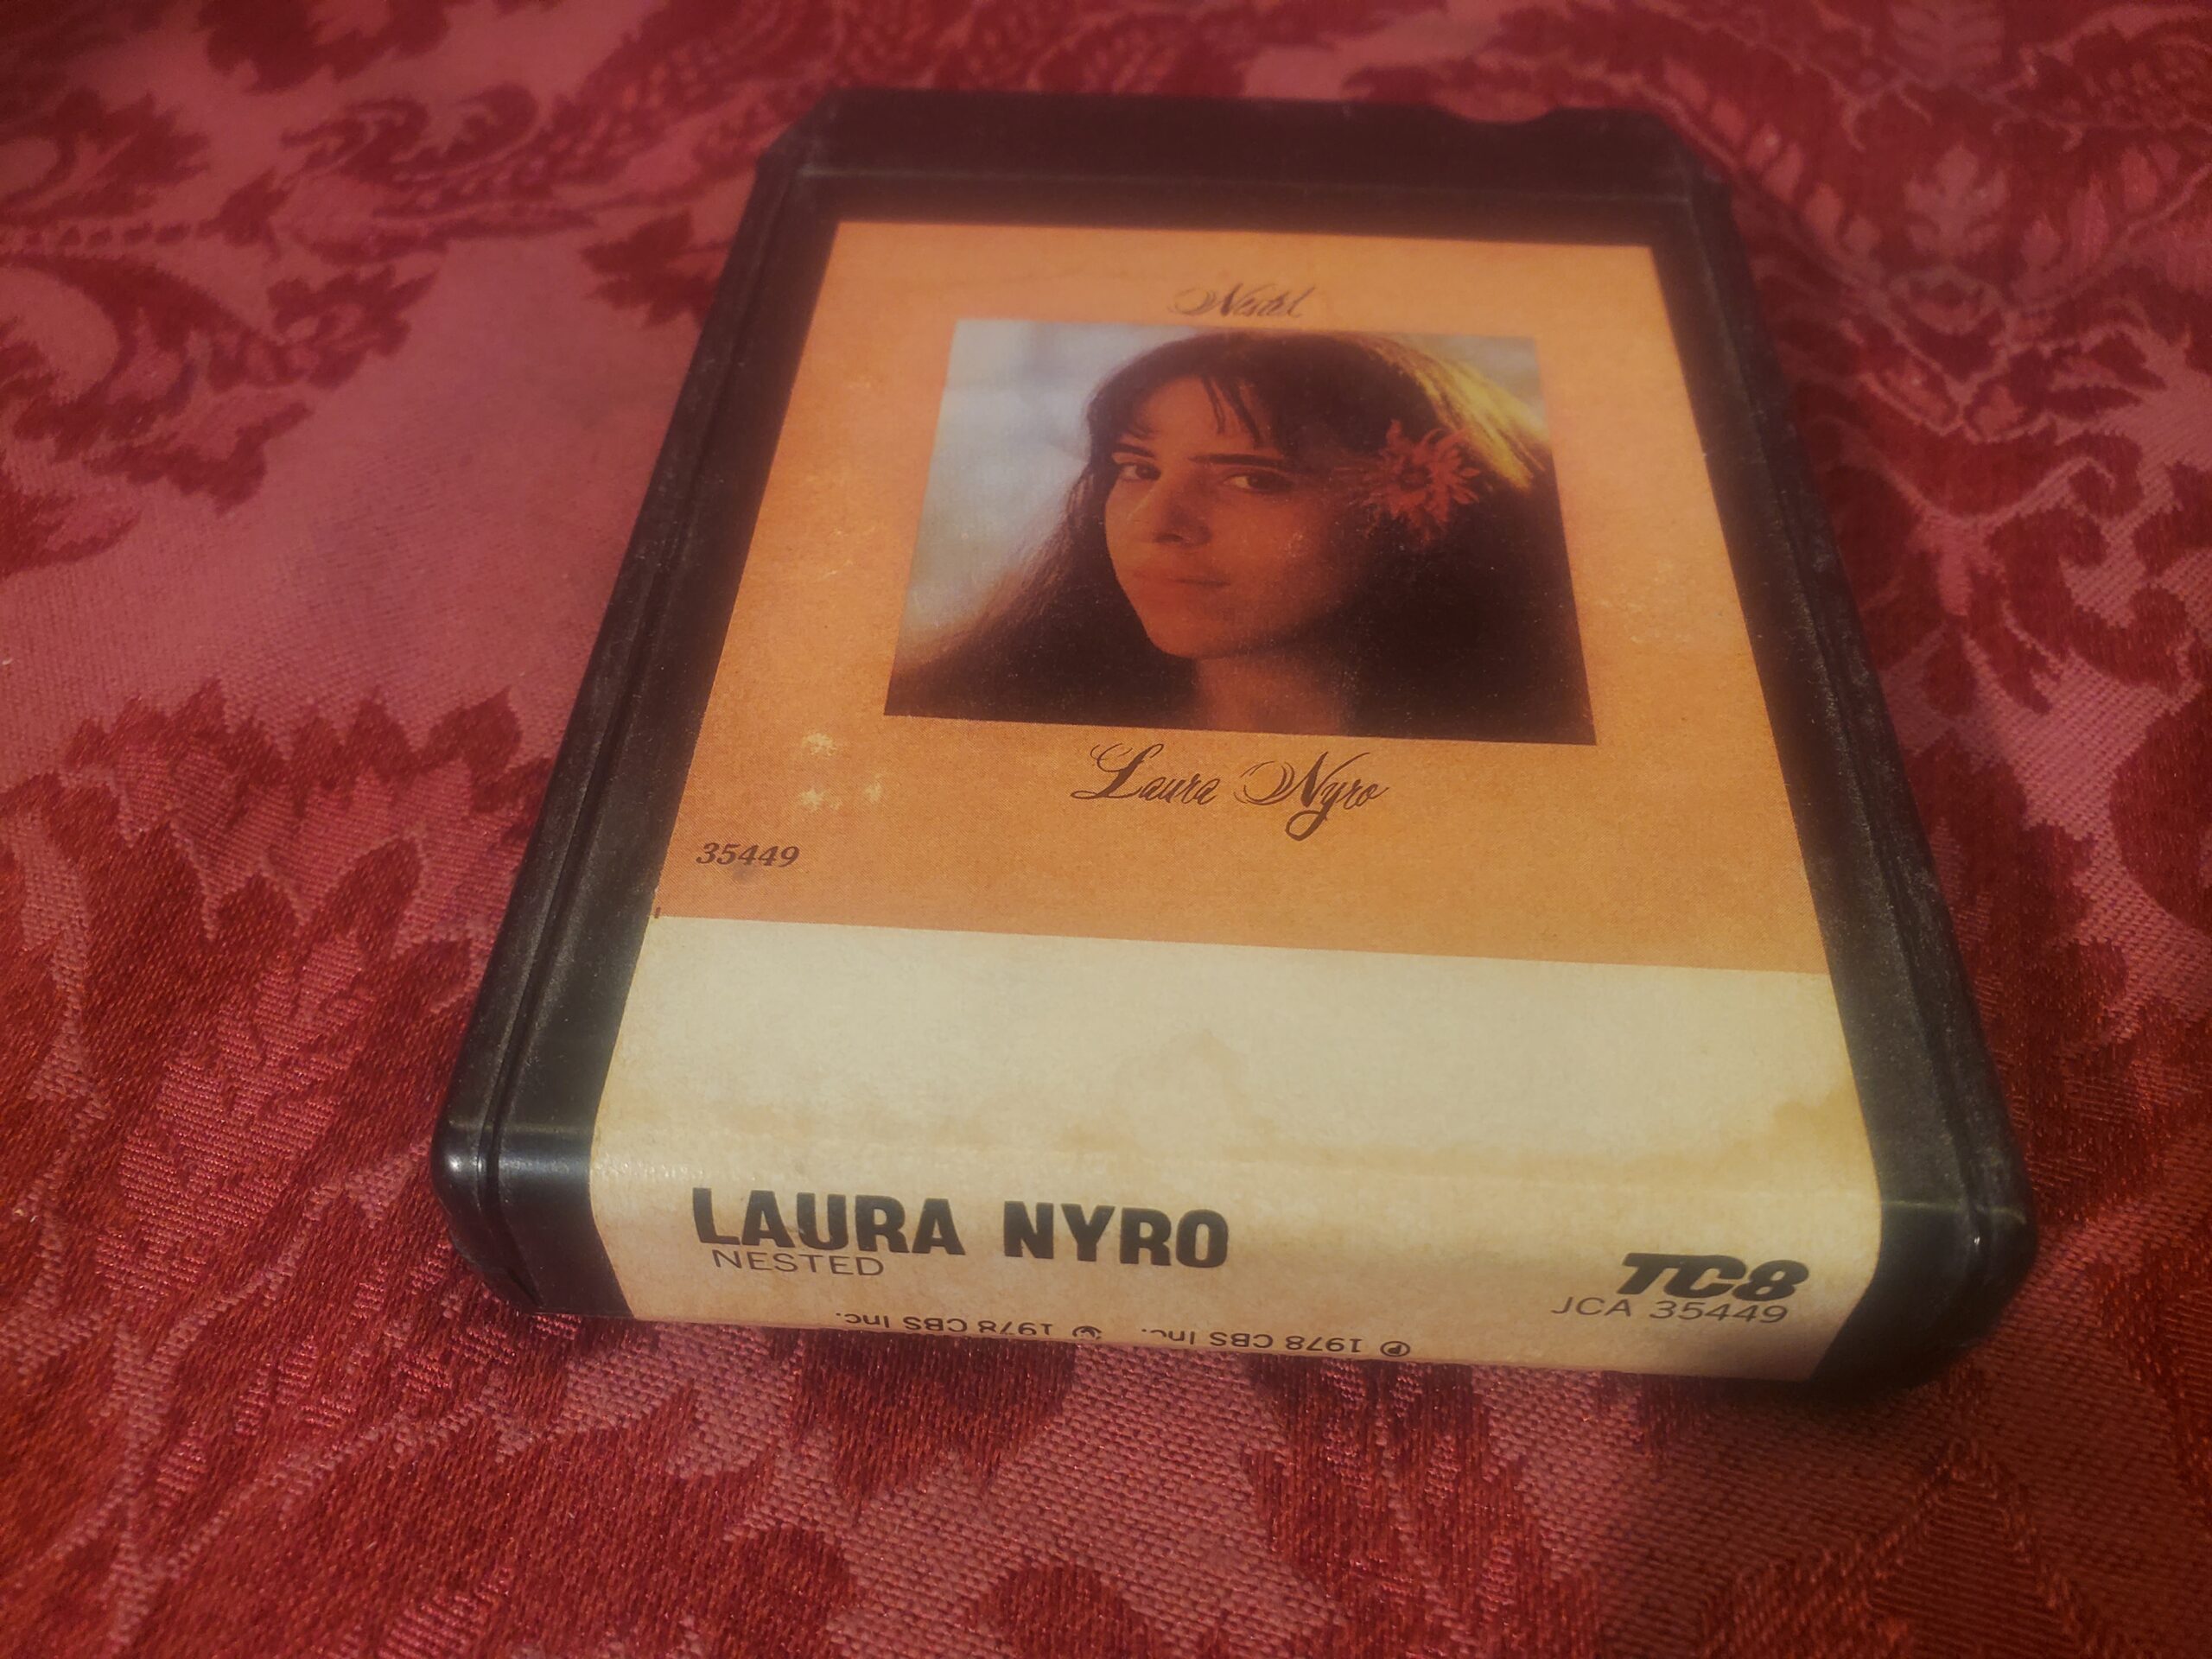 Nested
Laura Nyro
35449
LAURA NYRO
NESTED
TC8
JCA 35449
℗ 1978 CBS Inc.
1978 CBS Inc.